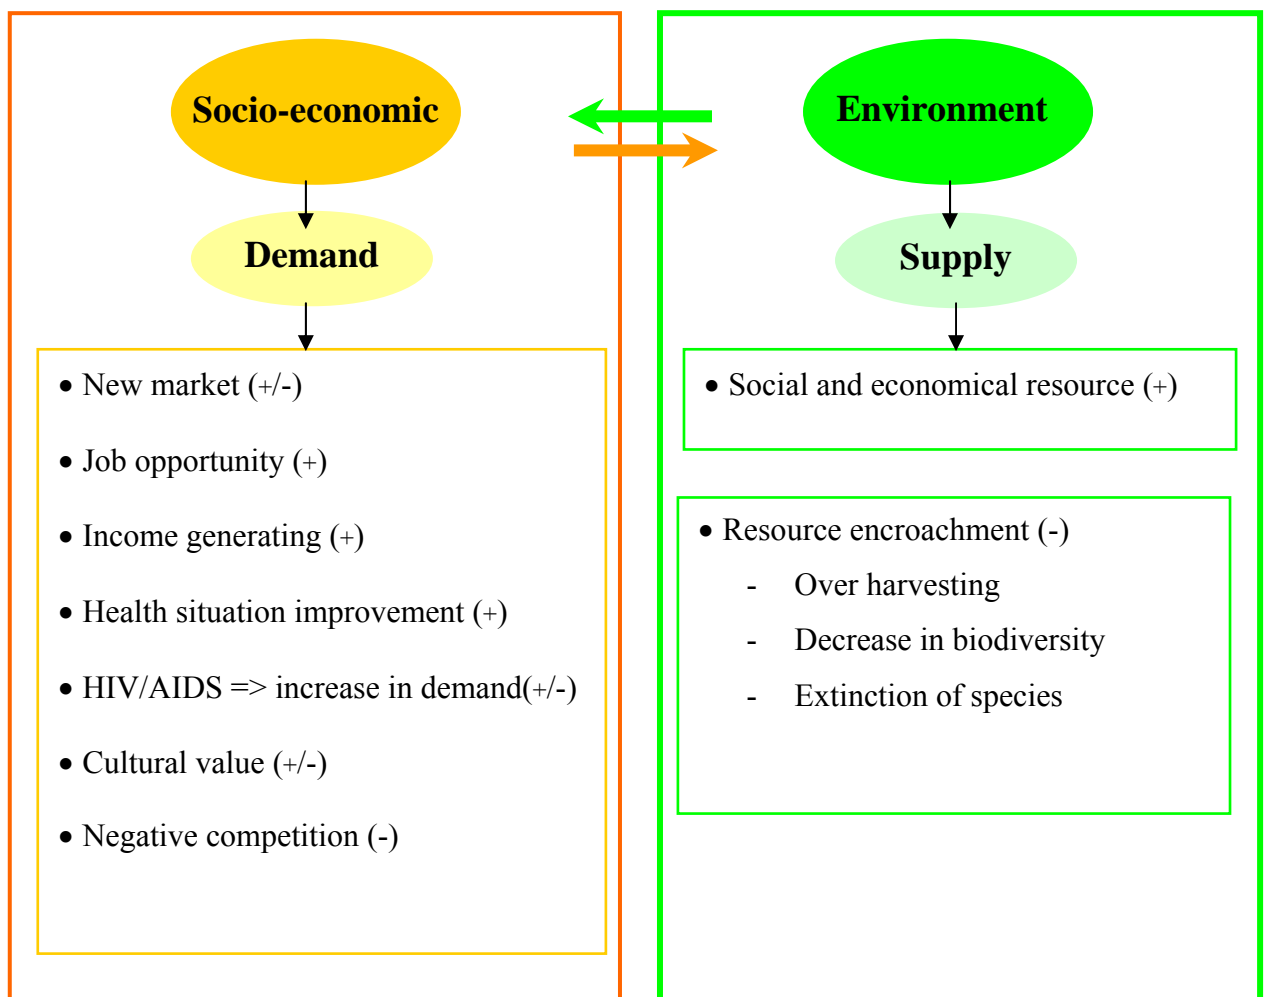 Socio-economic
Demand
• New market (+/-)
• Job opportunity (+)
• Income generating (+)
• Health situation improvement (+)
• HIV/AIDS => increase in demand(+/-)
• Cultural value (+/-)
• Negative competition (-)
Environment
Supply
• Social and economical resource (+)
• Resource encroachment (-)
- Over harvesting
- Decrease in biodiversity
- Extinction of species